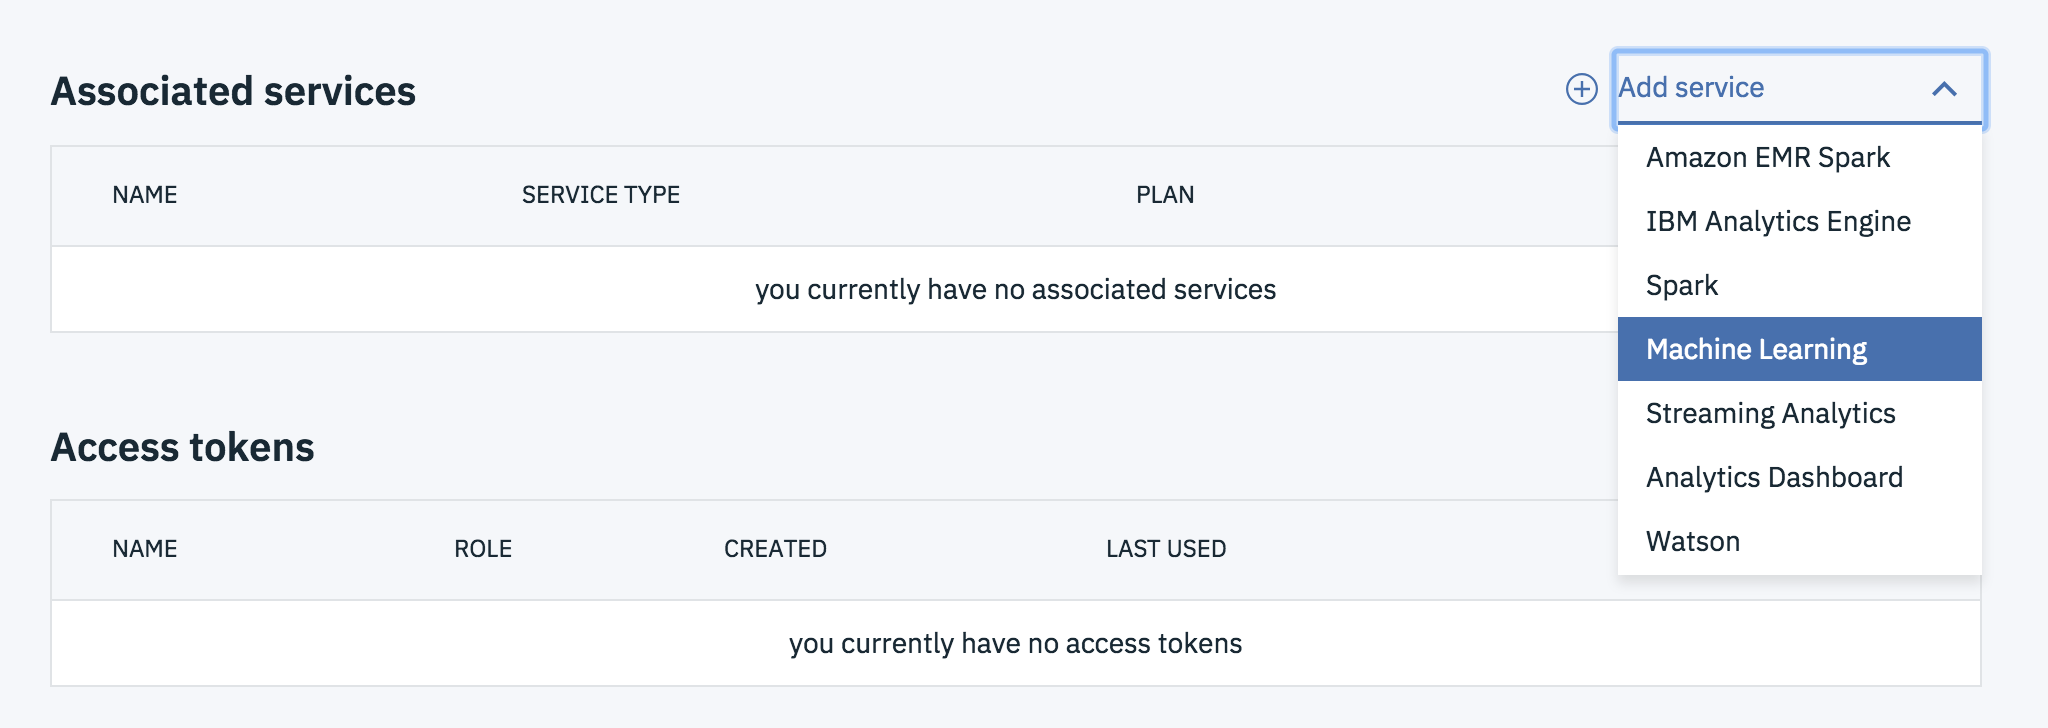 Associated services
Add service
NAME SERVICE TYPE PLAN
you currently have no associated services
Amazon EMR Spark
IBM Analytics Engine
Spark
Machine Learning
Streaming Analytics
Analytics Dashboard
Watson
Access tokens
NAME ROLE CREATED LAST USED
you currently have no access tokens